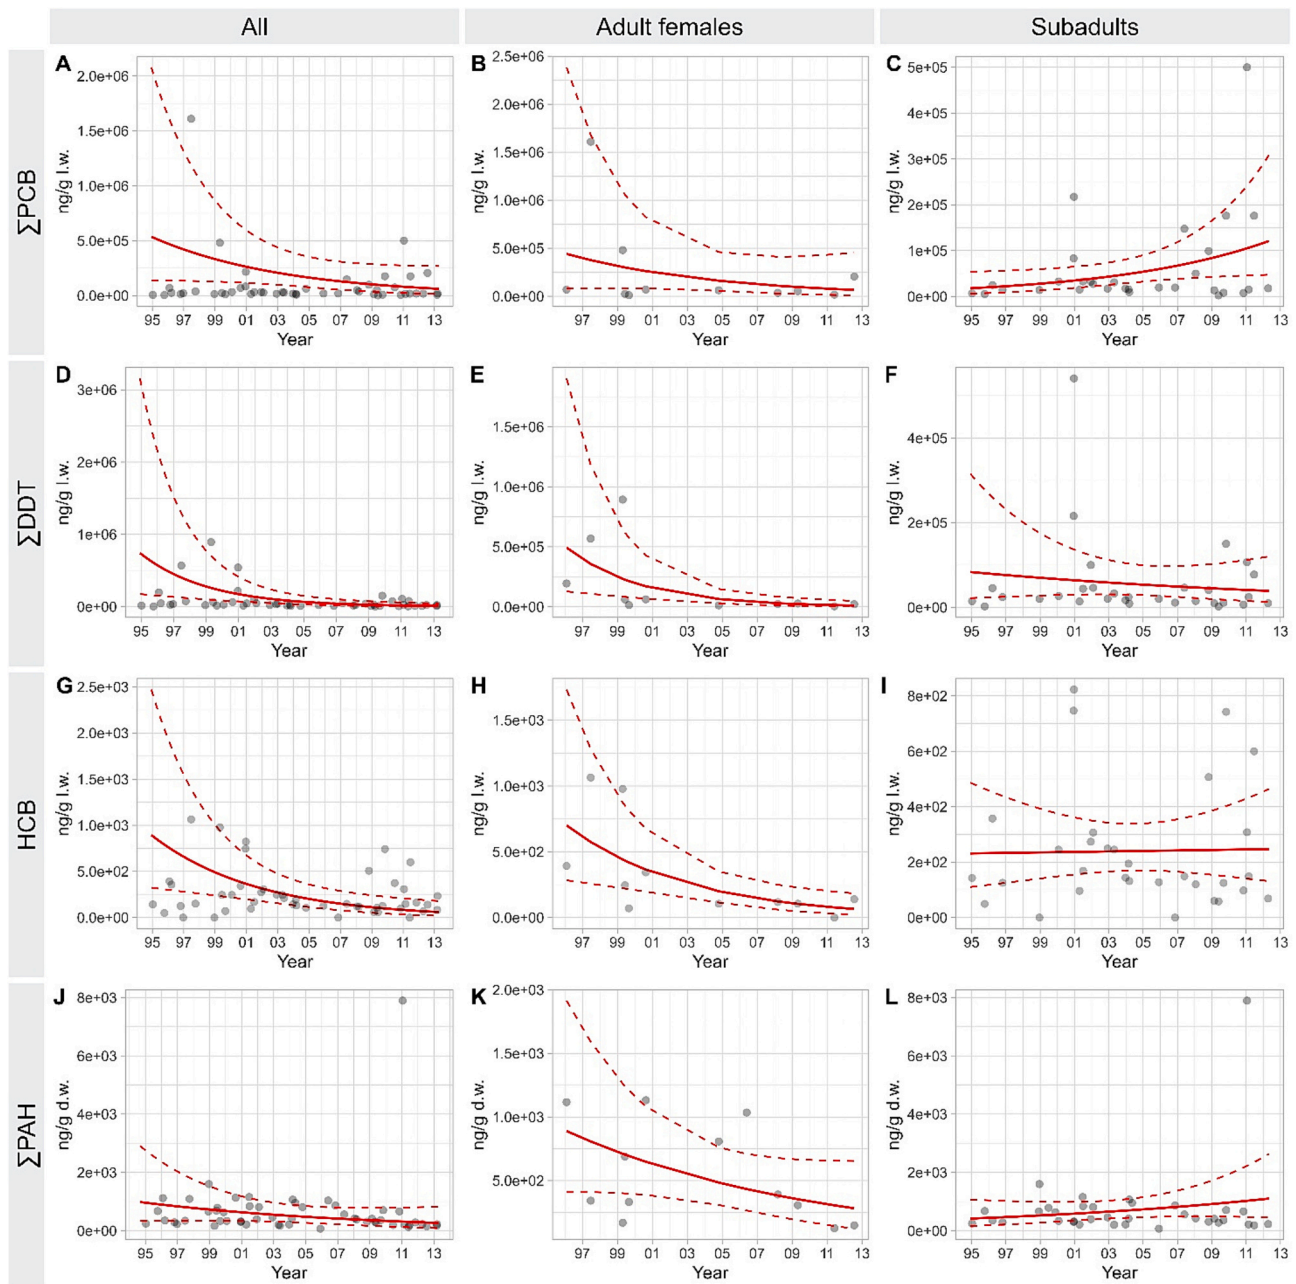 All Adult females Subadults
ΣPCB
A B C
ng/g l.w. ng/g l.w. ng/g l.w.
2.0e+06 1.5e+06 1.0e+06 5.0e+05 0.0e+00
2.5e+06 2.0e+06 1.5e+06 1.0e+06 5.0e+05 0.0e+00
5e+05 4e+05 3e+05 2e+05 1e+05 0e+00
95 97 99 01 03 05 07 09 11 13
97 99 01 03 05 07 09 11 13
95 97 99 01 03 05 07 09 11 13
Year Year Year
ΣDDT
D E F
ng/g l.w. ng/g l.w. ng/g l.w.
3e+06 2e+06 1e+06 0e+00
1.5e+06 1.0e+06 5.0e+05 0.0e+00
4e+05 2e+05 0e+00
95 97 99 01 03 05 07 09 11 13
97 99 01 03 05 07 09 11 13
95 97 99 01 03 05 07 09 11 13
Year Year Year
HCB
G H I
ng/g l.w. ng/g l.w. ng/g l.w.
2.5e+03 2.0e+03 1.5e+03 1.0e+03 5.0e+02 0.0e+00
1.5e+03 1.0e+03 5.0e+02 0.0e+00
8e+02 6e+02 4e+02 2e+02 0e+00
95 97 99 01 03 05 07 09 11 13
97 99 01 03 05 07 09 11 13
95 97 99 01 03 05 07 09 11 13
Year Year Year
ΣPAH
J K L
ng/g d.w. ng/g d.w. ng/g d.w.
8e+03 6e+03 4e+03 2e+03 0e+00
2.0e+03 1.5e+03 1.0e+03 5.0e+02
8e+03 6e+03 4e+03 2e+03 0e+00
95 97 99 01 03 05 07 09 11 13
97 99 01 03 05 07 09 11 13
95 97 99 01 03 05 07 09 11 13
Year Year Year